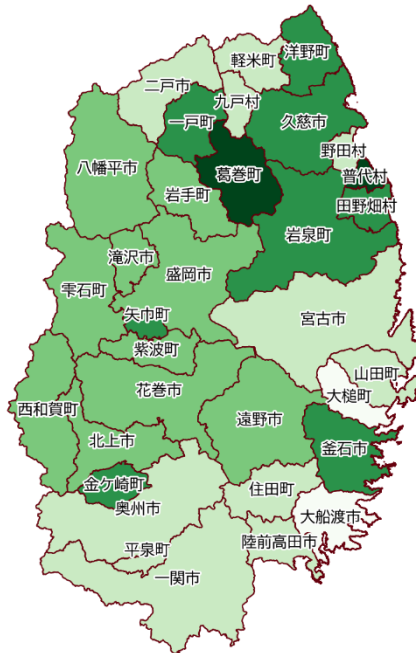 洋野町
軽米町
二戸市
九戸村
一戸町
久慈市
野田村
八幡平市
葛巻町
普代村
岩手町
田野畑村
岩泉町
滝沢市
盛岡市
雫石町
矢巾町
宮古市
紫波町
山田町
花巻市
大槌町
西和賀町
遠野市
北上市
釜石市
金ケ崎町
住田町
奥州市
大船渡市
陸前高田市
平泉町
一関市